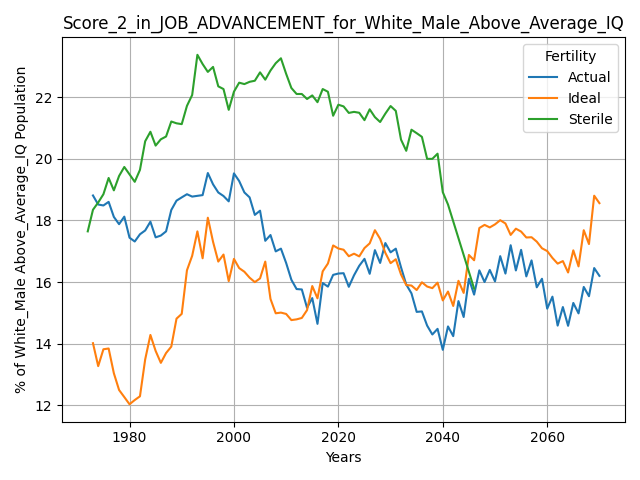 Score_2_in_JOB_ADVANCEMENT_for_White_Male_Above_Average_IQ
% of White_Male Above_Average_IQ Population
22
20
18
16
14
12
Fertility
Actual
Ideal
Sterile
1980 2000 2020 2040 2060
Years